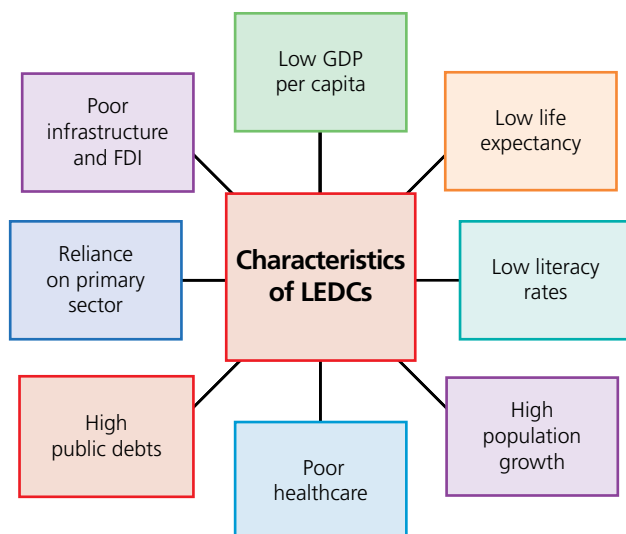 Characteristics
of LEDCs
Low GDP
per capita
Low life
expectancy
Low literacy
rates
High
population
growth
Poor
healthcare
High
public debts
Reliance
on primary
sector
Poor
infrastructure
and FDI